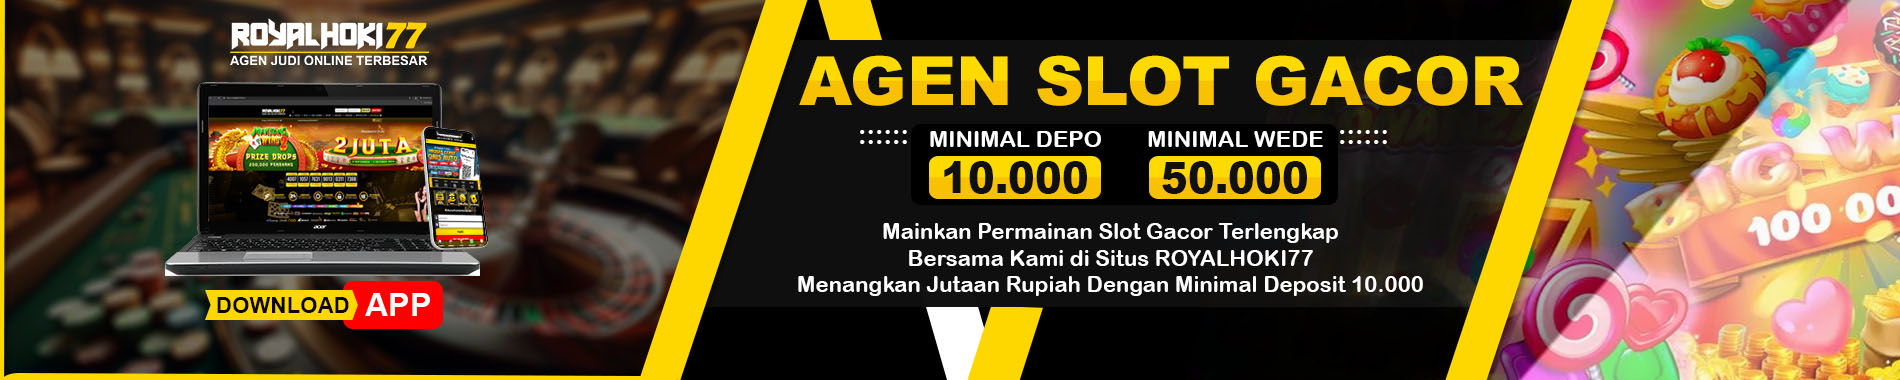 ROYALHOKI77
AGEN JUDI ONLINE TERBESAR
2JUTA
PRIZE DROPS
acer
DOWNLOAD APP
AGEN SLOT GACOR
MINIMAL DEPO MINIMAL WEDE
10.000 50.000
Mainkan Permainan Slot Gacor Terlengkap
Bersama Kami di Situs ROYALHOKI77
Menangkan Jutaan Rupiah Dengan Minimal Deposit 10.000
BIG W
100 00